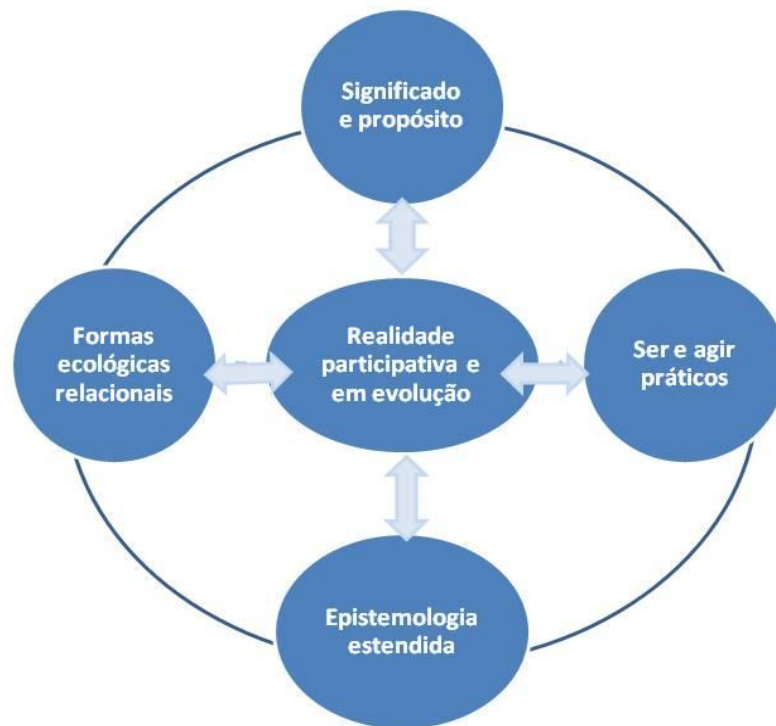 Significado
e propósito
Formas
ecológicas
relacionais
Realidade
participativa e
em evolução
Ser e agir
práticos
Epistemologia
estendida